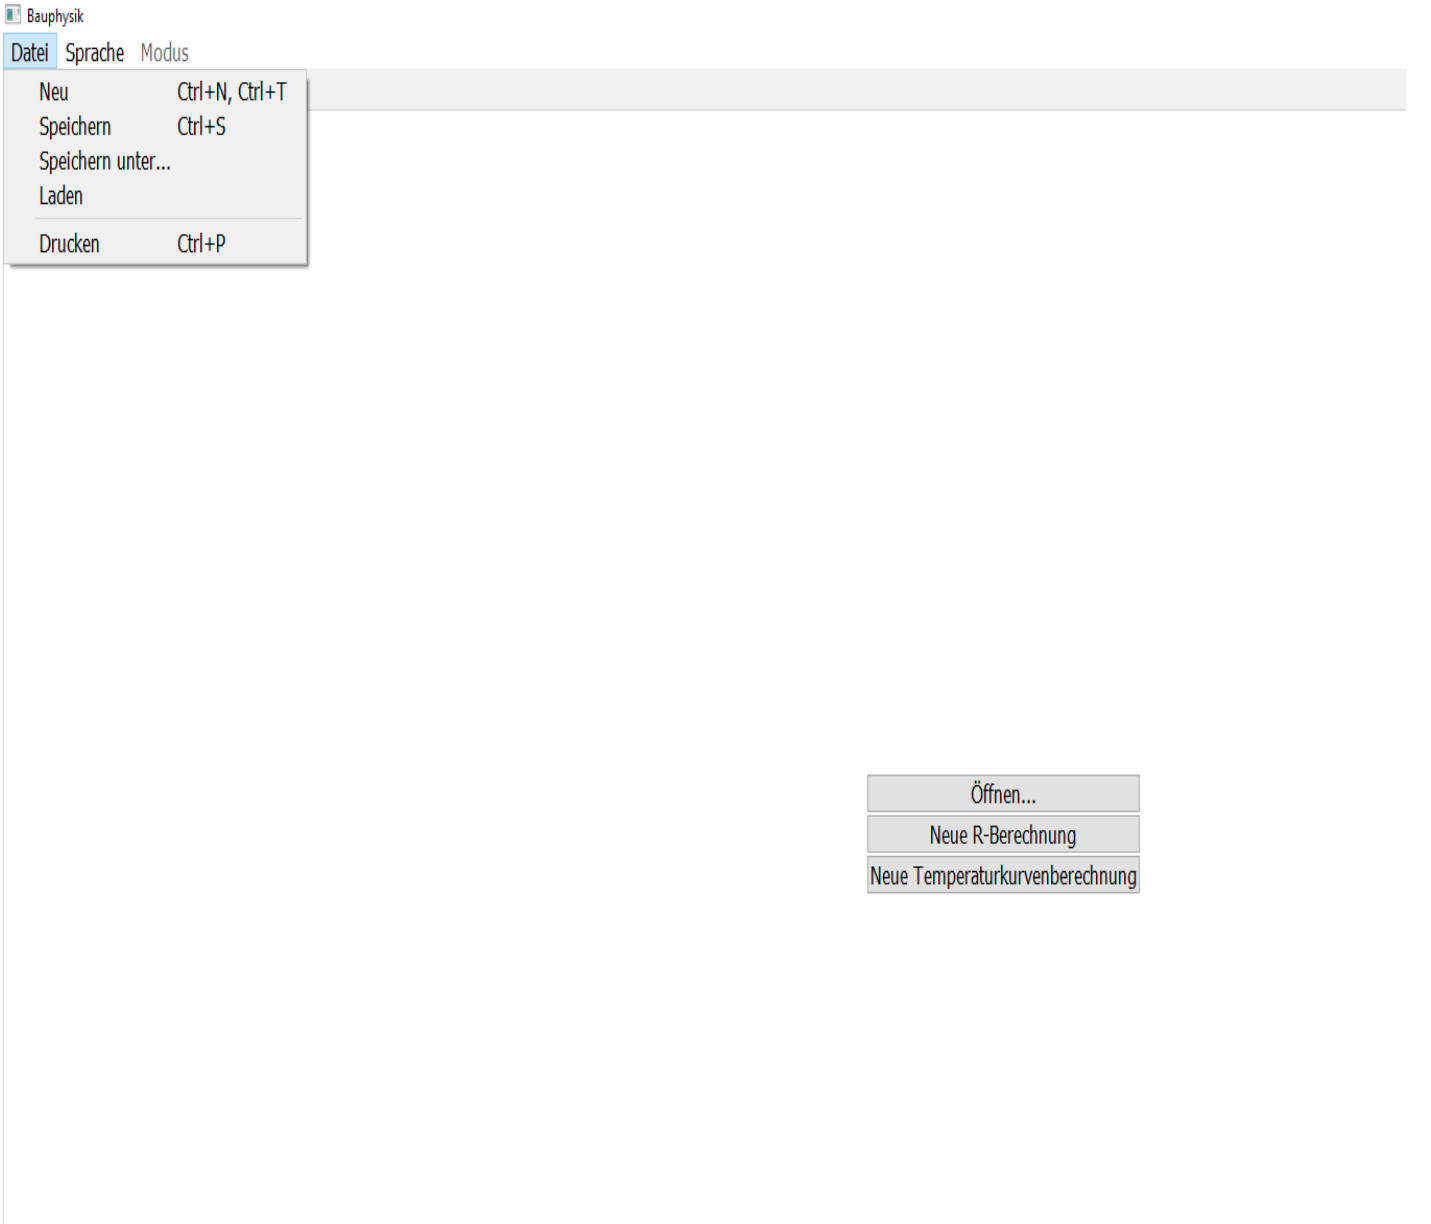 Bauphysik
Datei Sprache Modus
Neu Ctrl+N, Ctrl+T
Speichern Ctrl+S
Speichern unter...
Laden
Drucken Ctrl+P
Öffnen...
Neue R-Berechnung
Neue Temperaturkurvenberechnung